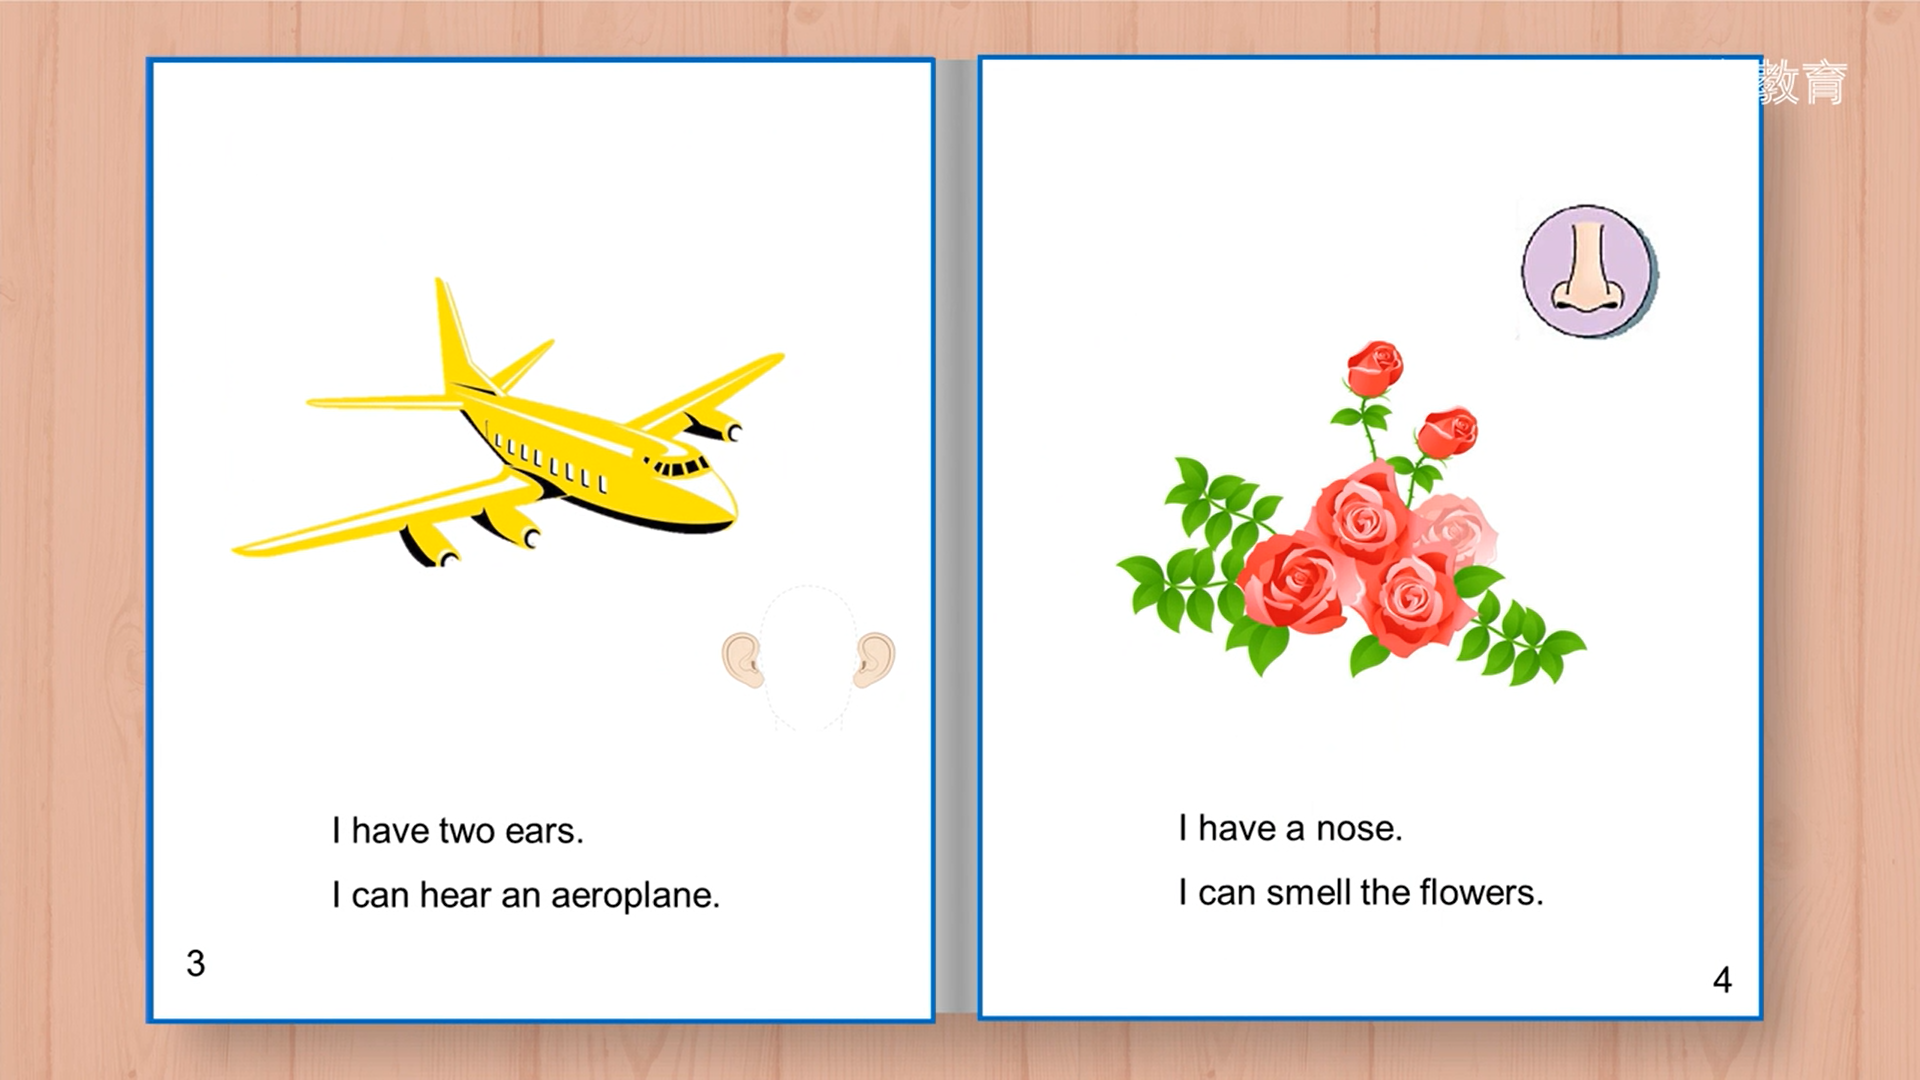 教育
I have two ears.
I can hear an aeroplane.
3
I have a nose.
I can smell the flowers.
4